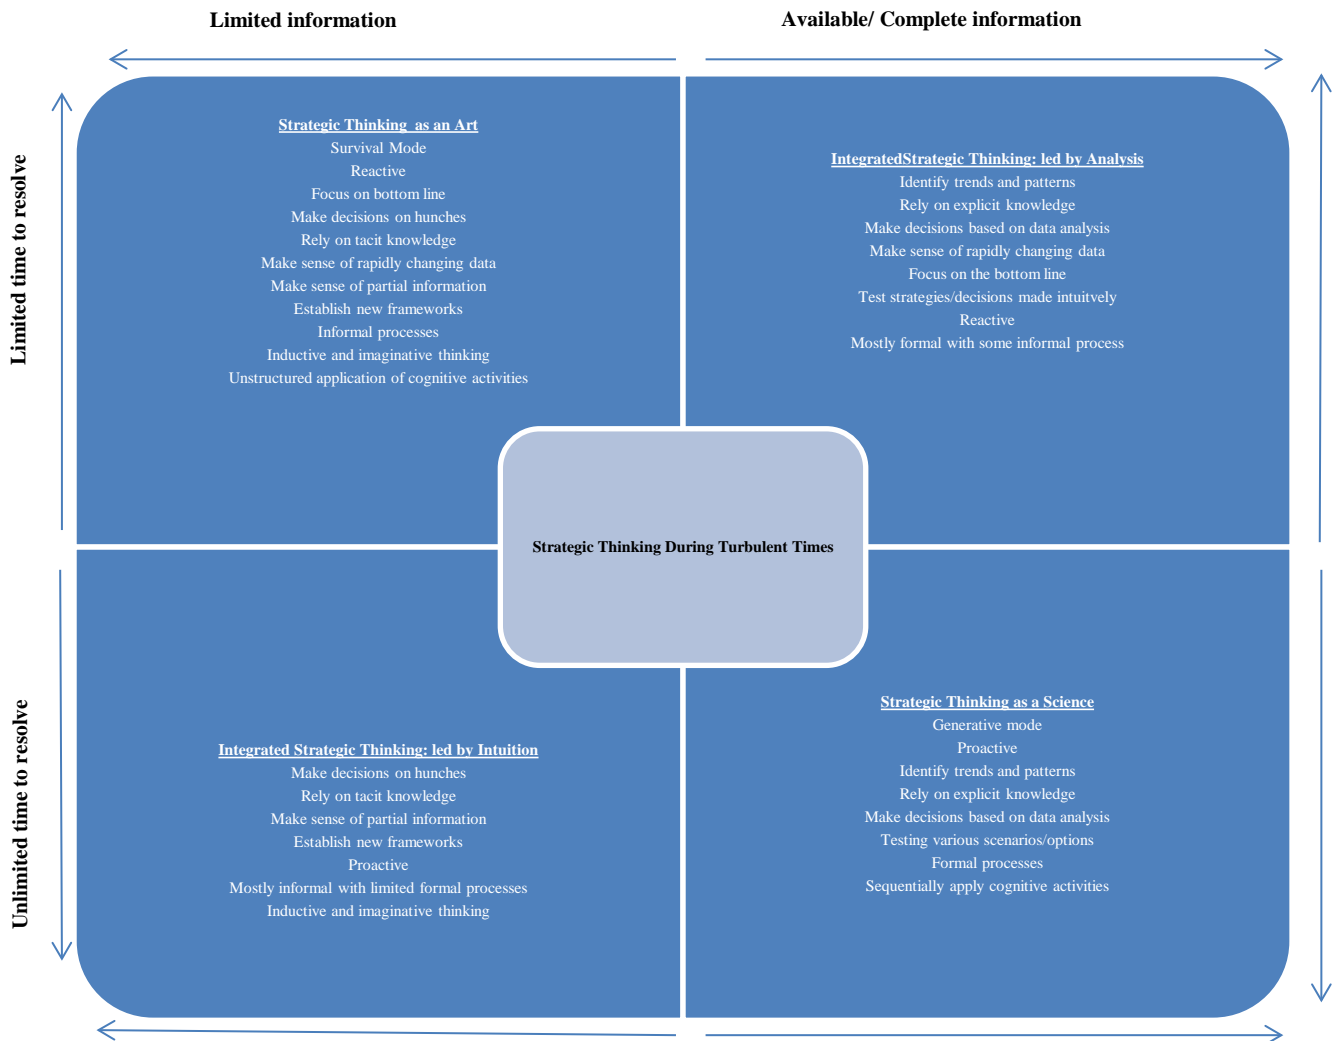 Limited information
Available/ Complete information
Limited time to resolve
Strategic Thinking as an Art
Survival Mode
Reactive
Focus on bottom line
Make decisions on hunches
Rely on tacit knowledge
Make sense of rapidly changing data
Make sense of partial information
Establish new frameworks
Informal processes
Inductive and imaginative thinking
Unstructured application of cognitive activities
IntegratedStrategic Thinking: led by Analysis
Identify trends and patterns
Rely on explicit knowledge
Make decisions based on data analysis
Make sense of rapidly changing data
Focus on the bottom line
Test strategies/decisions made intuitvely
Reactive
Mostly formal with some informal process
Strategic Thinking During Turbulent Times
Unlimited time to resolve
Integrated Strategic Thinking: led by Intuition
Make decisions on hunches
Rely on tacit knowledge
Make sense of partial information
Establish new frameworks
Proactive
Mostly informal with limited formal processes
Inductive and imaginative thinking
Strategic Thinking as a Science
Generative mode
Proactive
Identify trends and patterns
Rely on explicit knowledge
Make decisions based on data analysis
Testing various scenarios/options
Formal processes
Sequentially apply cognitive activities